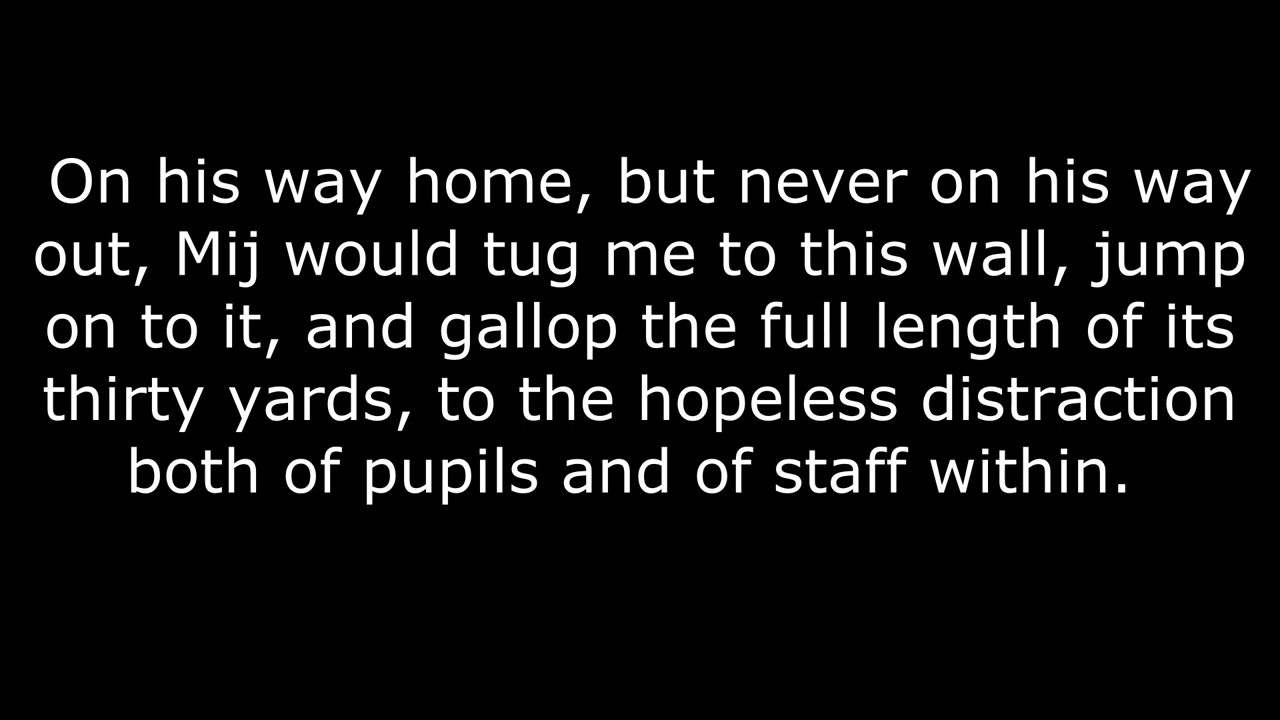 On his way home, but never on his way
out, Mij would tug me to this wall, jump
on to it, and gallop the full length of its
thirty yards, to the hopeless distraction
both of pupils and of staff within.